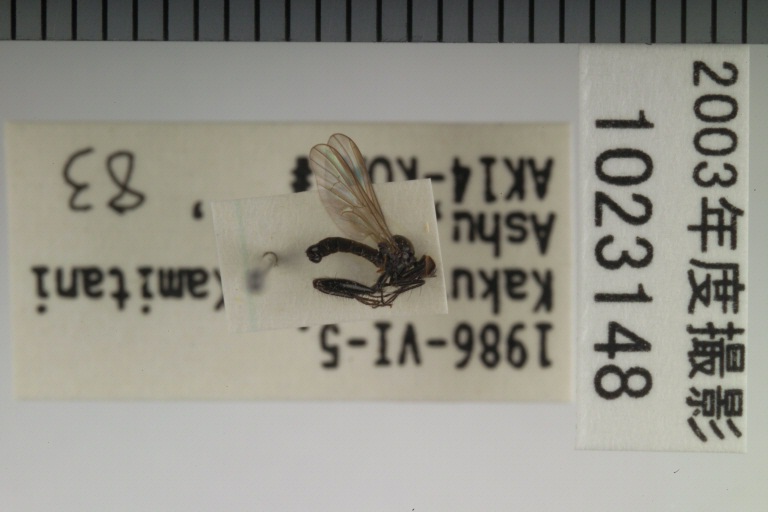 2003年度撮影
1023148
1986-VI-5
Kaku Kamitani
Ashu
AK14-KU
# , 83